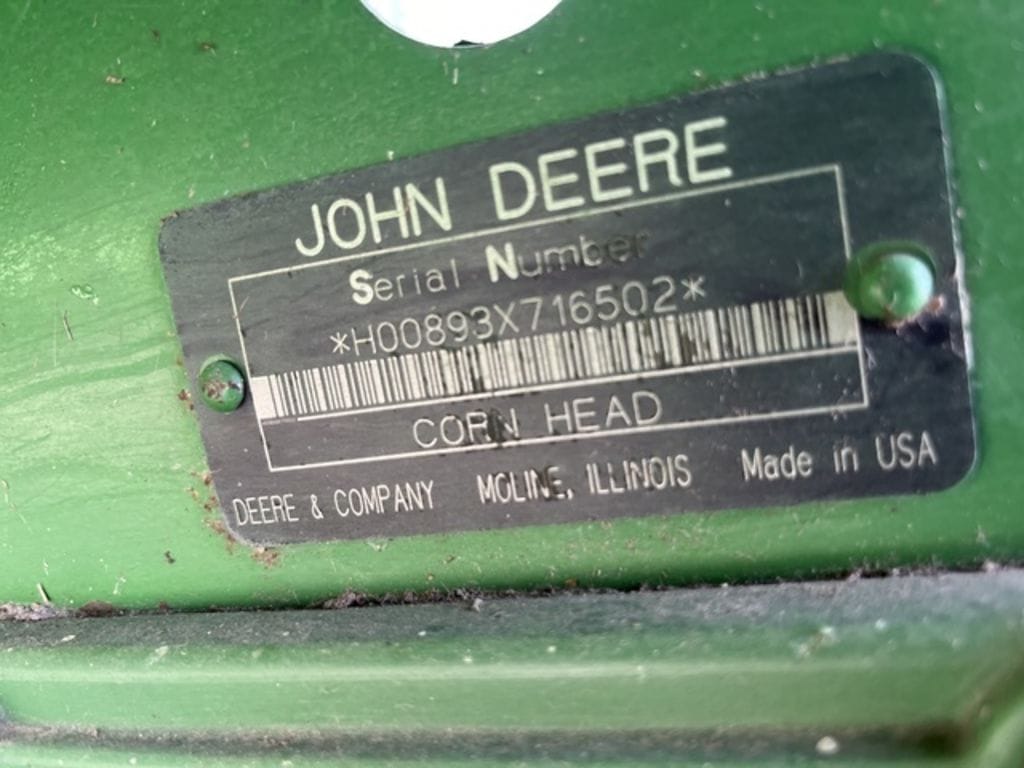 JOHN DEERE
Serial Number
*H00893X716502*
CORN HEAD
DEERE & COMPANY MOLINE, ILLINOIS Made in USA